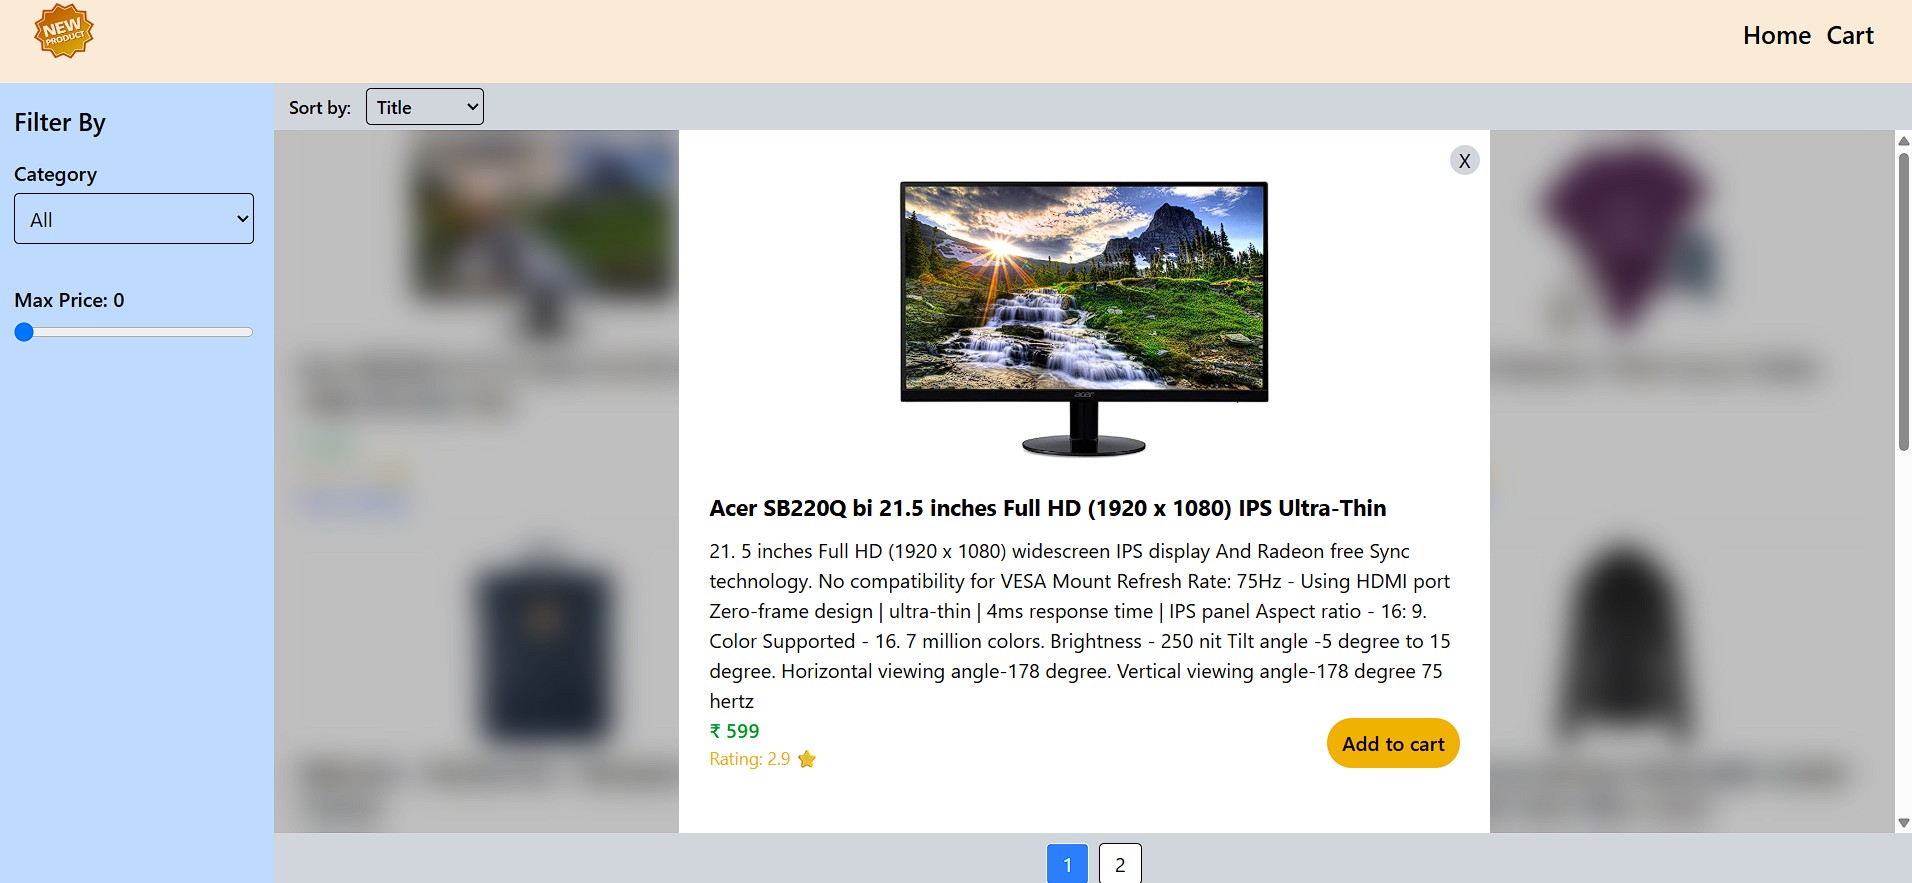 NEW
PRODUCT
Home Cart
Filter By
Category
All
Max Price: 0
Sort by: Title
X
acer
Acer SB220Q bi 21.5 inches Full HD (1920 x 1080) IPS Ultra-Thin
21. 5 inches Full HD (1920 x 1080) widescreen IPS display And Radeon free Sync
technology. No compatibility for VESA Mount Refresh Rate: 75Hz - Using HDMI port
Zero-frame design | ultra-thin | 4ms response time | IPS panel Aspect ratio - 16: 9.
Color Supported - 16. 7 million colors. Brightness - 250 nit Tilt angle -5 degree to 15
degree. Horizontal viewing angle-178 degree. Vertical viewing angle-178 degree 75
hertz
₹ 599
Rating: 2.9
Add to cart
1 2